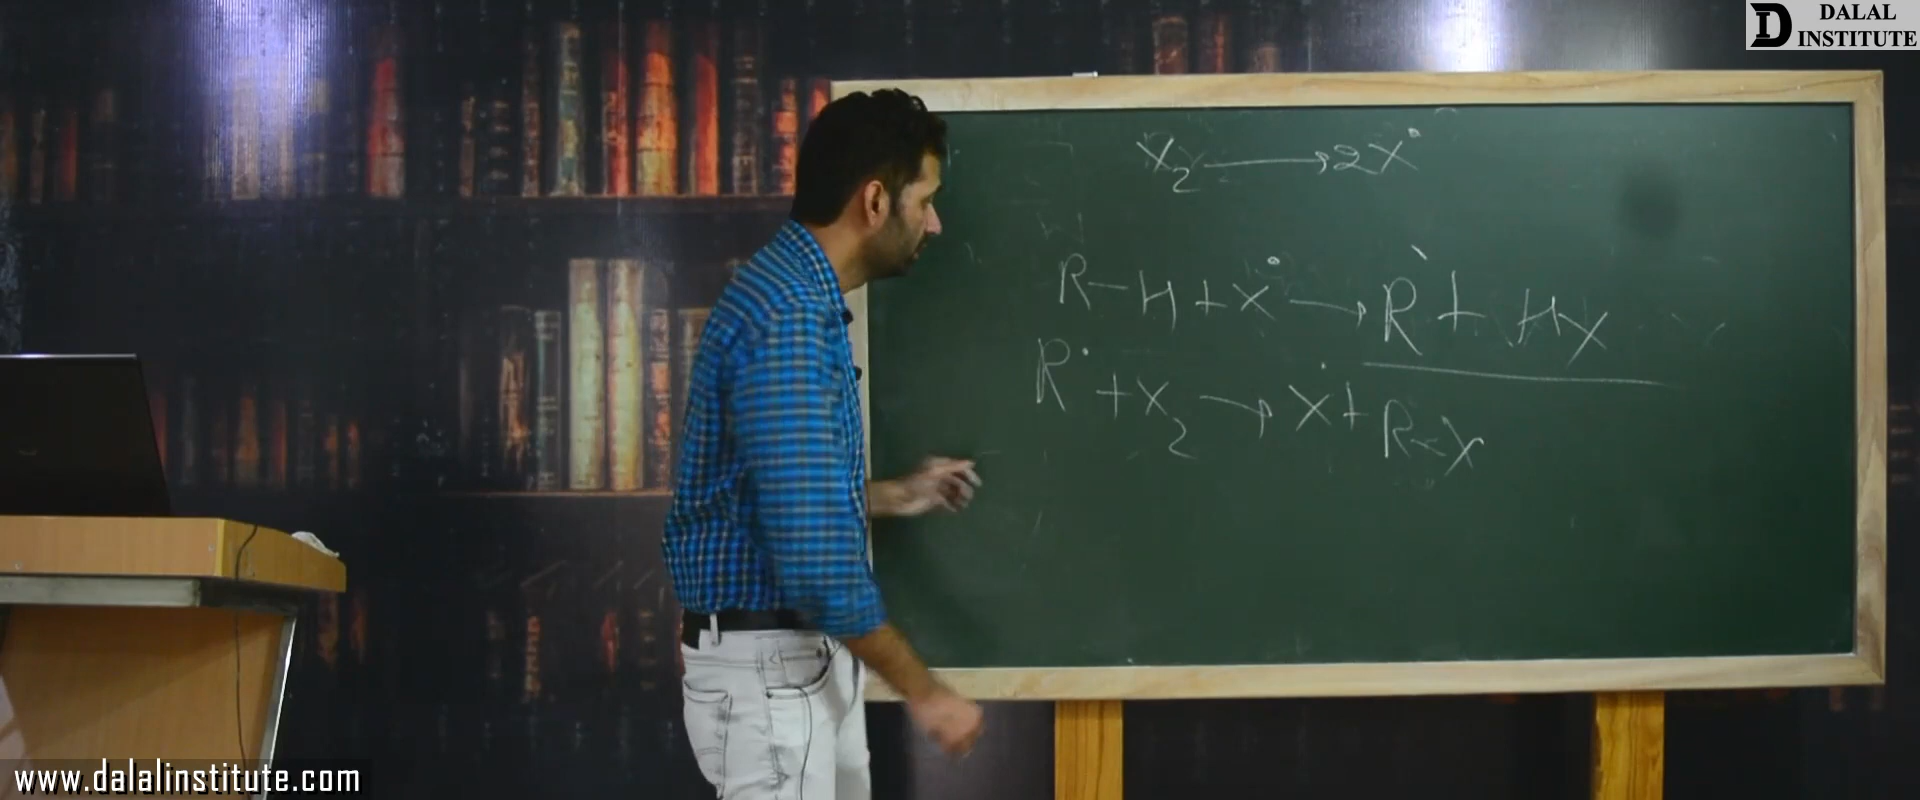 DALAL
INSTITUTE
X₂ → 2X•
R-H + X• → R• + HX
R• + X₂ → X• + R-X
www.dalalinstitute.com